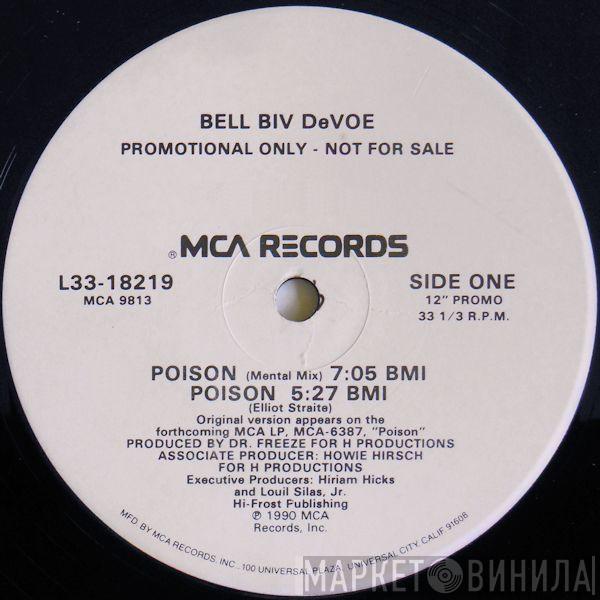 BELL BIV DeVOE
PROMOTIONAL ONLY - NOT FOR SALE
® MCA RECORDS
L33-18219
MCA 9813
SIDE ONE
12" PROMO
33 1/3 R.P.M.
POISON (Mental Mix) 7:05 BMI
POISON 5:27 BMI
(Elliot Straite)
Original version appears on the
forthcoming MCA LP, MCA-6387, "Poison"
PRODUCED BY DR. FREEZE FOR H PRODUCTIONS
ASSOCIATE PRODUCER: HOWIE HIRSCH
FOR H PRODUCTIONS
Executive Producers: Hiriam Hicks
and Louil Silas, Jr.
Hi-Frost Publishing
℗ 1990 MCA
Records, Inc.
MFD BY MCA RECORDS, INC., 100 UNIVERSAL PLAZA, UNIVERSAL CITY, CALIF. 91608
МАРКЕТ ВИНИЛА